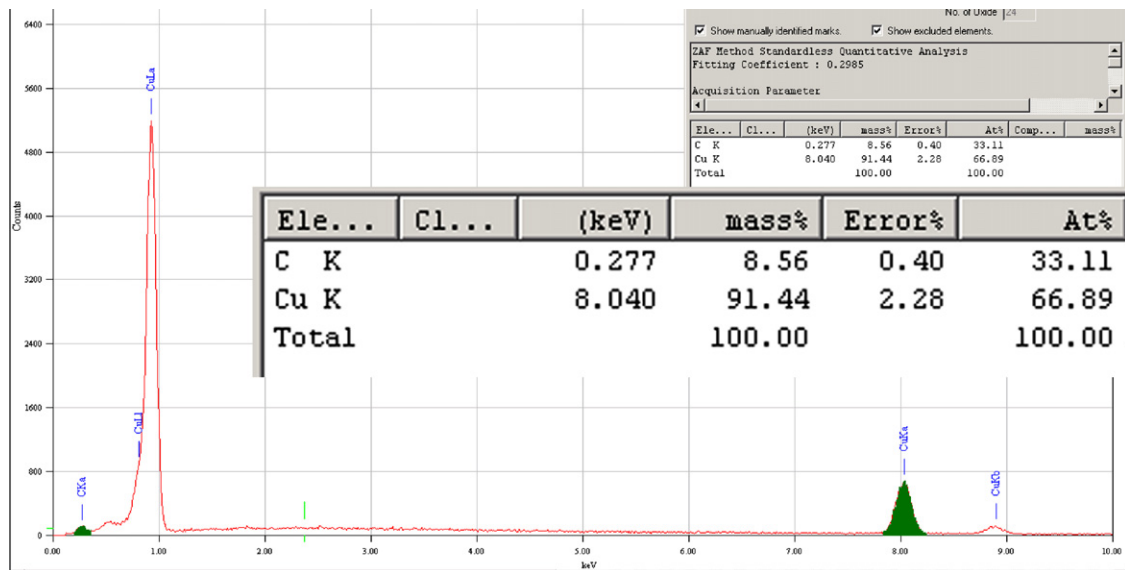 No. of Oxide 24
Show manually identified marks. Show excluded elements.
ZAF Method Standardless Quantitative Analysis
Fitting Coefficient : 0.2985
Acquisition Parameter
Ele... Cl... (keV) mass% Error% At% Comp... mass%
C K 0.277 8.56 0.40 33.11
Cu K 8.040 91.44 2.28 66.89
Total 100.00 100.00
Ele... Cl... (keV) mass% Error% At%
C K 0.277 8.56 0.40 33.11
Cu K 8.040 91.44 2.28 66.89
Total 100.00 100.00
Counts
6400
5600
4800
4000
3200
2400
1600
800
0
CKa
CuLl
CuLa
CuKa
CuKb
0.00 1.00 2.00 3.00 4.00 5.00 6.00 7.00 8.00 9.00 10.00
keV